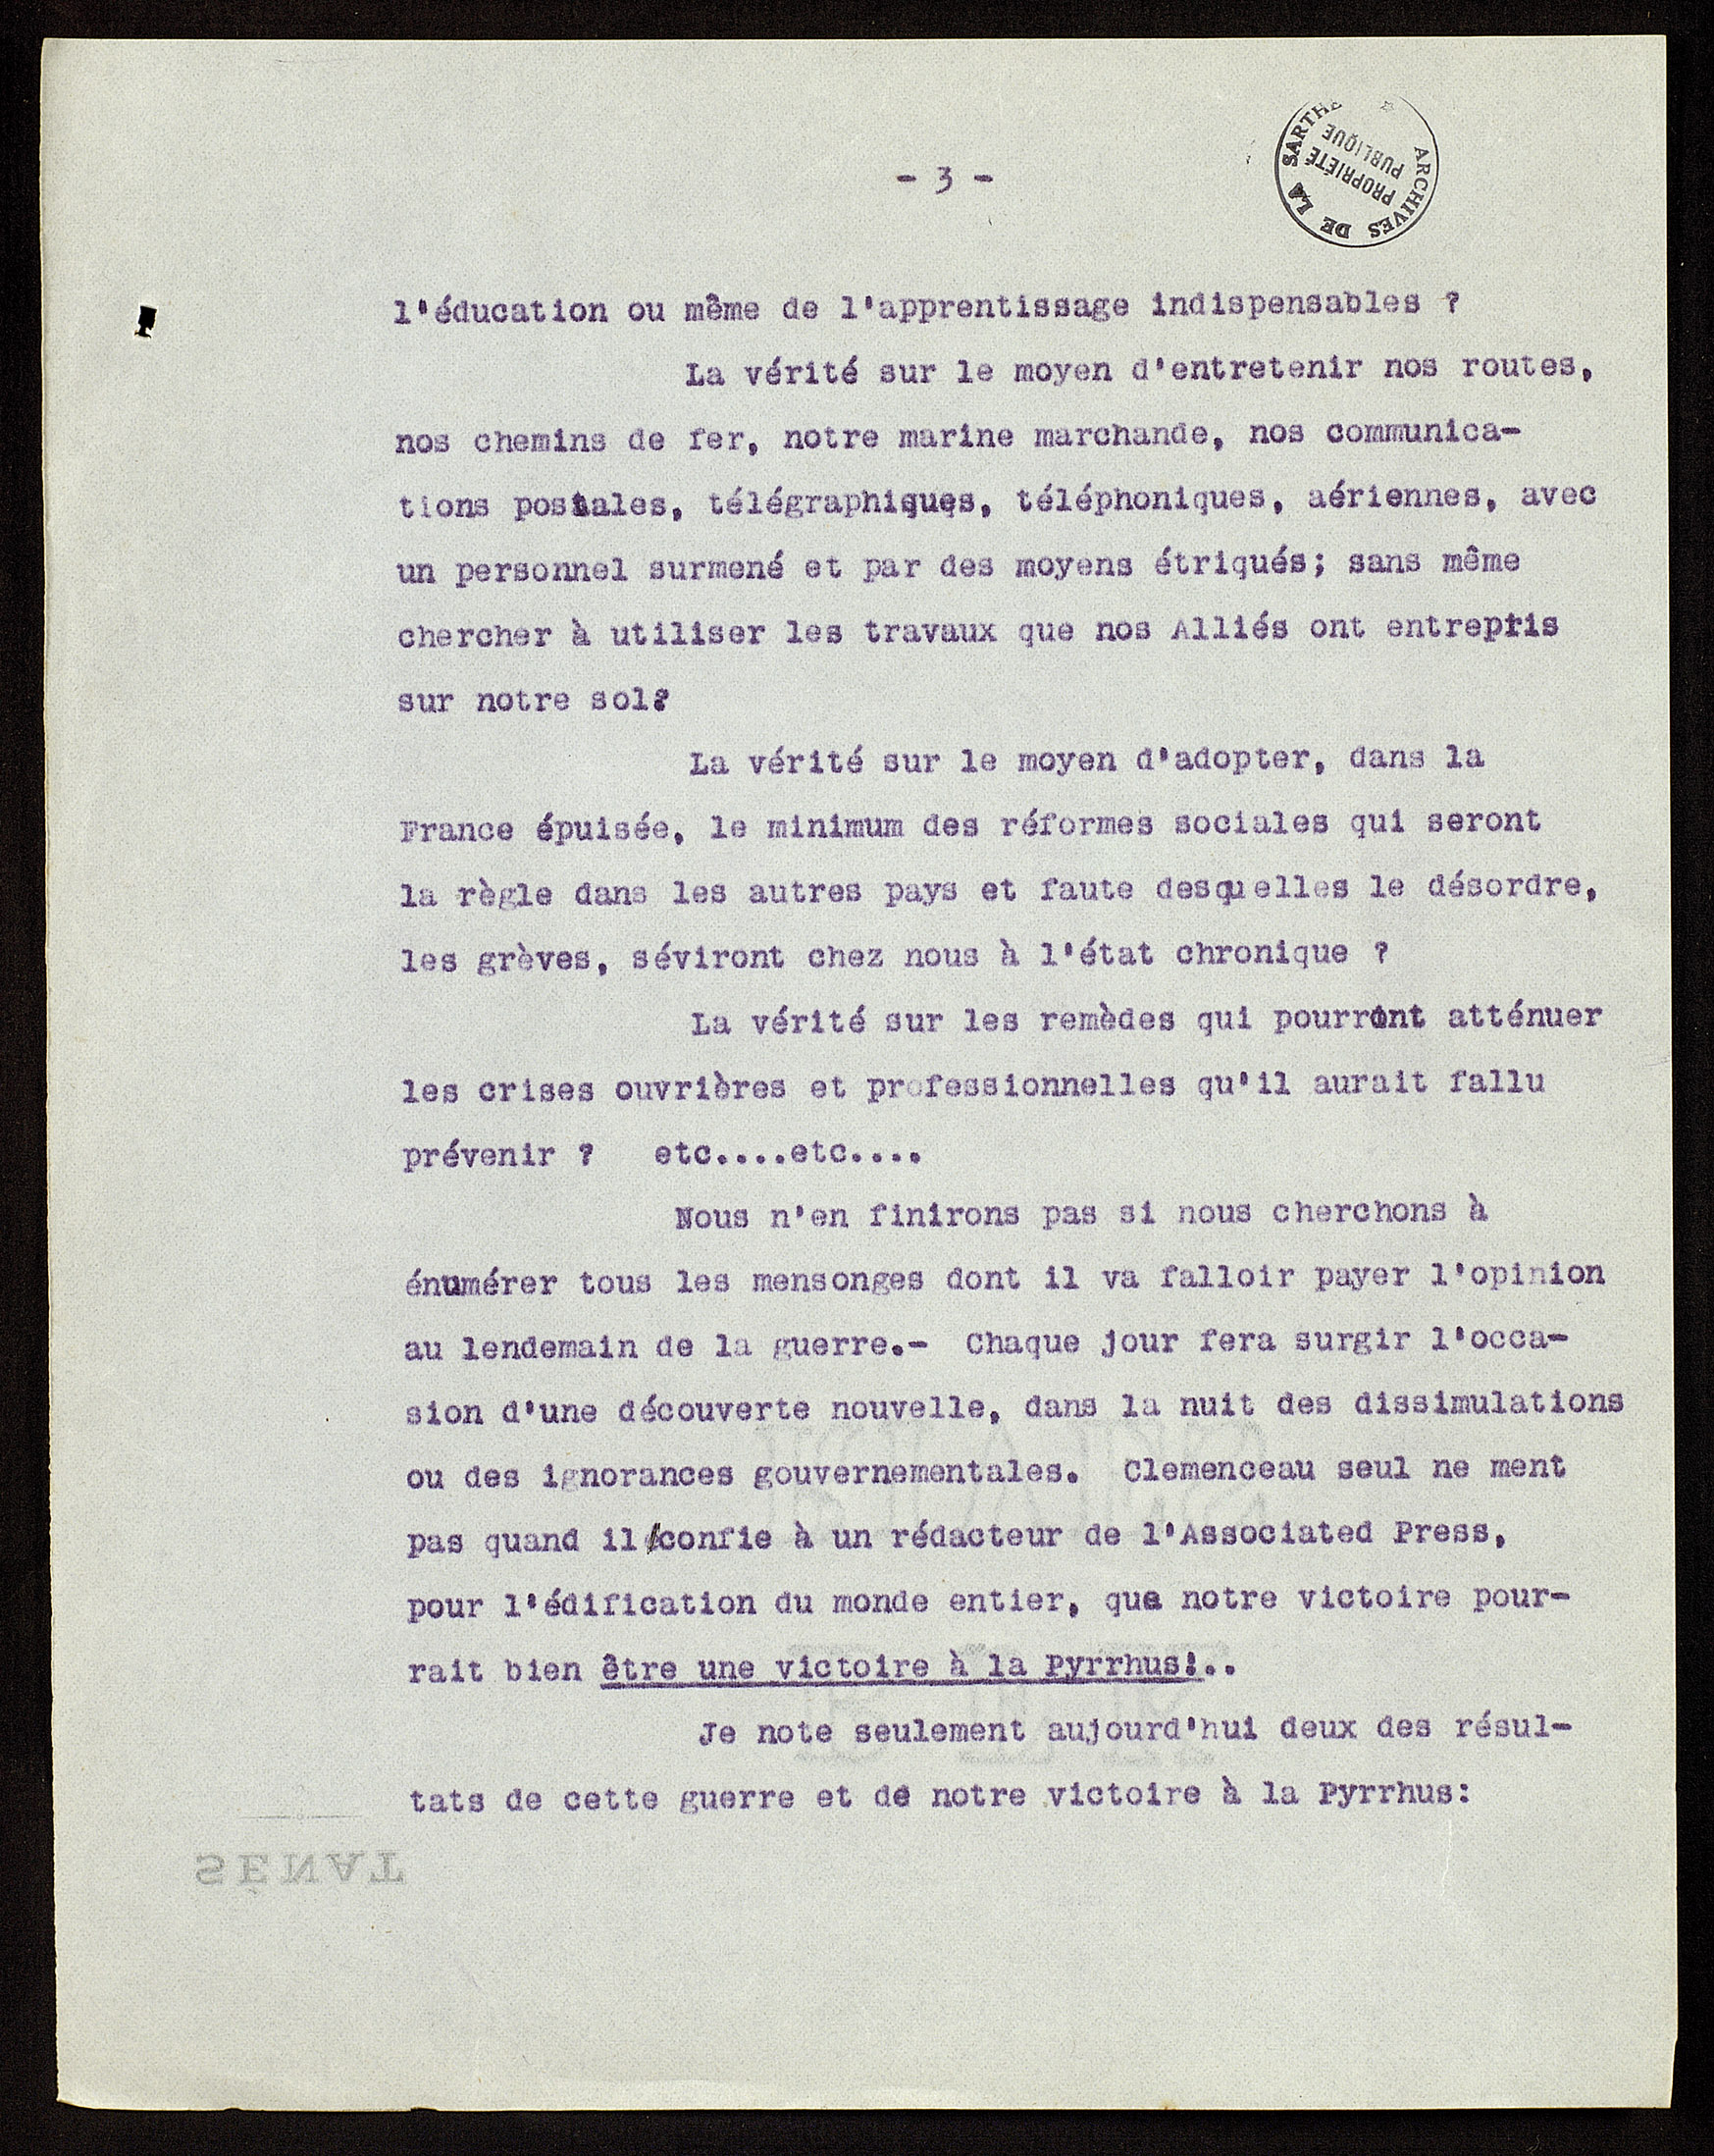 - 3 -
ARCHIVES DE LA SARTHE
PROPRIÉTÉ
PUBLIQUE
l'éducation ou même de l'apprentissage indispensables ?
La vérité sur le moyen d'entretenir nos routes,
nos chemins de fer, notre marine marchande, nos communica-
tions postales, télégraphiques, téléphoniques, aériennes, avec
un personnel surmené et par des moyens étriqués; sans même
chercher à utiliser les travaux que nos Alliés ont entrepris
sur notre sol?
La vérité sur le moyen d'adopter, dans la
France épuisée, le minimum des réformes sociales qui seront
la règle dans les autres pays et faute desquelles le désordre,
les grèves, séviront chez nous à l'état chronique ?
La vérité sur les remèdes qui pourront atténuer
les crises ouvrières et professionnelles qu'il aurait fallu
prévenir ? etc....etc....
Nous n'en finirons pas si nous cherchons à
énumérer tous les mensonges dont il va falloir payer l'opinion
au lendemain de la guerre.- Chaque jour fera surgir l'occa-
sion d'une découverte nouvelle, dans la nuit des dissimulations
ou des ignorances gouvernementales. Clemenceau seul ne ment
pas quand il confie à un rédacteur de l'Associated Press,
pour l'édification du monde entier, que notre victoire pour-
rait bien être une victoire à la Pyrrhus!..
Je note seulement aujourd'hui deux des résul-
tats de cette guerre et de notre victoire à la Pyrrhus:
SÉNAT